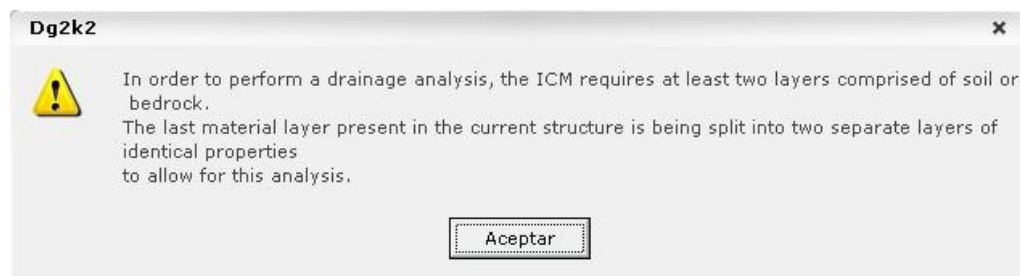 Dg2k2
In order to perform a drainage analysis, the ICM requires at least two layers comprised of soil or
bedrock.
The last material layer present in the current structure is being split into two separate layers of
identical properties
to allow for this analysis.
Aceptar